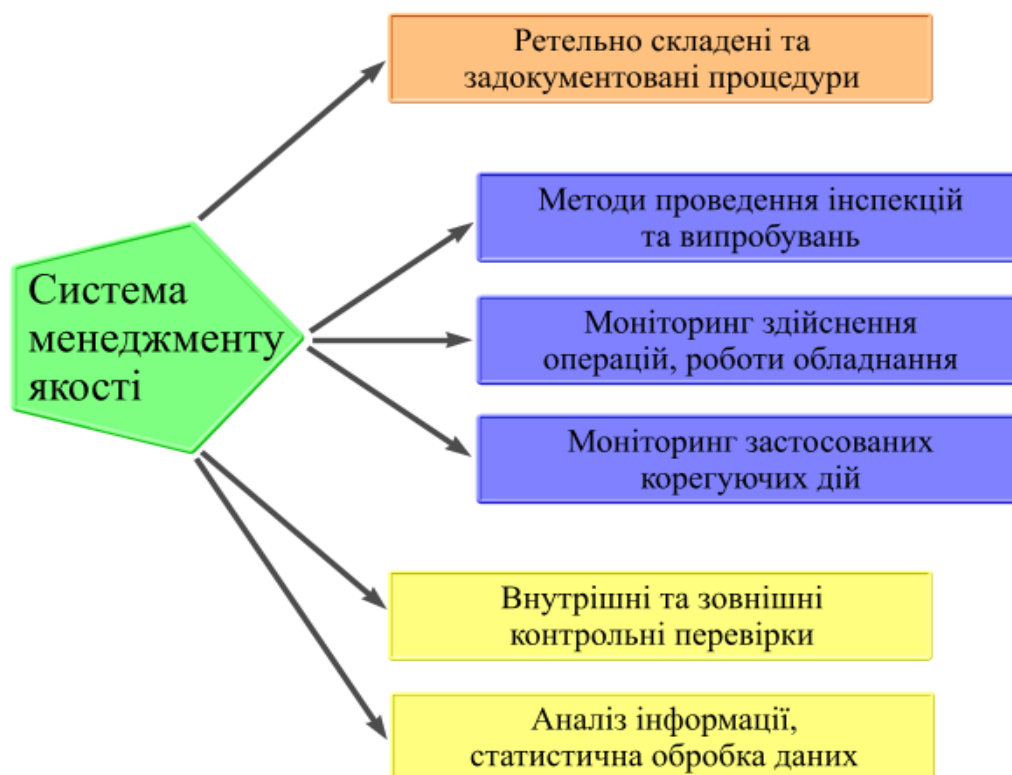 Ретельно складені та
задокументовані процедури
Методи проведення інспекцій
та випробувань
Система
менеджменту
якості
Моніторинг здійснення
операцій, роботи обладнання
Моніторинг застосованих
корегуючих дій
Внутрішні та зовнішні
контрольні перевірки
Аналіз інформації,
статистична обробка даних